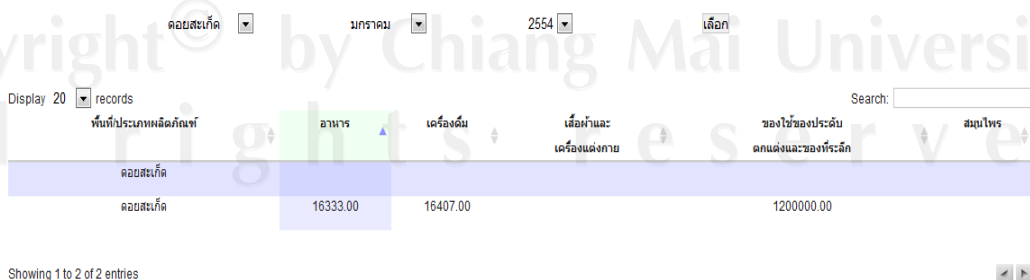 ดอยสะเก็ด มกราคม 2554 เลือก
yright© by Chiang Mai Universi
Display 20 records Search:
พื้นที่/ประเภทผลิตภัณฑ์ อาหาร เครื่องดื่ม เสื้อผ้าและ ของใช้ของประดับ สมุนไพร
เครื่องแต่งกาย ตกแต่งและของที่ระลึก
l rights reserve
ดอยสะเก็ด
ดอยสะเก็ด 16333.00 16407.00 1200000.00
Showing 1 to 2 of 2 entries